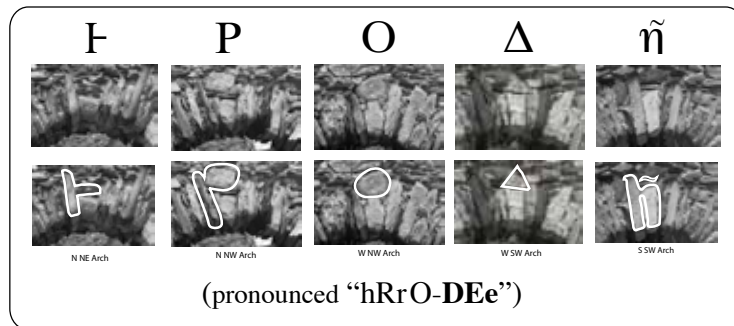 Ͱ Ρ Ο Δ η̃
N NE Arch N NW Arch W NW Arch W SW Arch S SW Arch
(pronounced “hRrO-DEe”)